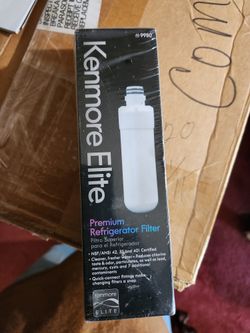 # 9980
Kenmore Elite
Premium
Refrigerator Filter
Filtro Superior
para el Refrigerador
• NSF/ANSI 42, 53 and 401 Certified.
• Cleaner, fresher water - Reduces chlorine
taste & odor, particulates, as well as lead,
mercury, cysts and 7 additional
contaminants
• Quick-connect fittings make
changing filters a snap
Kenmore
ELITE